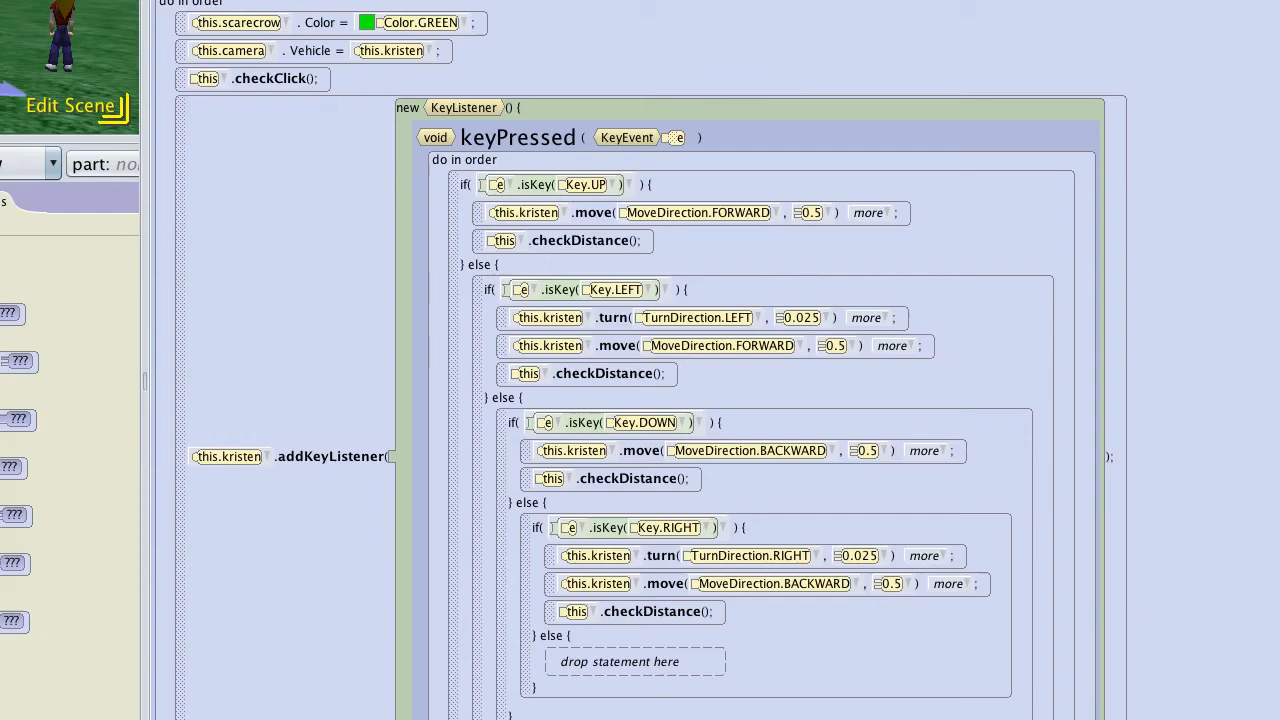 do in order
this.scarecrow . Color = Color.GREEN ;
this.camera . Vehicle = this.kristen ;
this .checkClick();
new KeyListener () {
Edit Scene
void keyPressed ( KeyEvent e )
do in order
part: no
if( e .isKey( Key.UP ) ) {
this.kristen .move( MoveDirection.FORWARD , 0.5 ) more ;
this .checkDistance();
} else {
if( e .isKey( Key.LEFT ) ) {
???
this.kristen .turn( TurnDirection.LEFT , 0.025 ) more ;
this.kristen .move( MoveDirection.FORWARD , 0.5 ) more ;
???
this .checkDistance();
} else {
???
if( e .isKey( Key.DOWN ) ) {
this.kristen .addKeyListener( );
this.kristen .move( MoveDirection.BACKWARD , 0.5 ) more ;
???
this .checkDistance();
} else {
???
if( e .isKey( Key.RIGHT ) ) {
this.kristen .turn( TurnDirection.RIGHT , 0.025 ) more ;
???
this.kristen .move( MoveDirection.BACKWARD , 0.5 ) more ;
this .checkDistance();
???
} else {
drop statement here
}
}